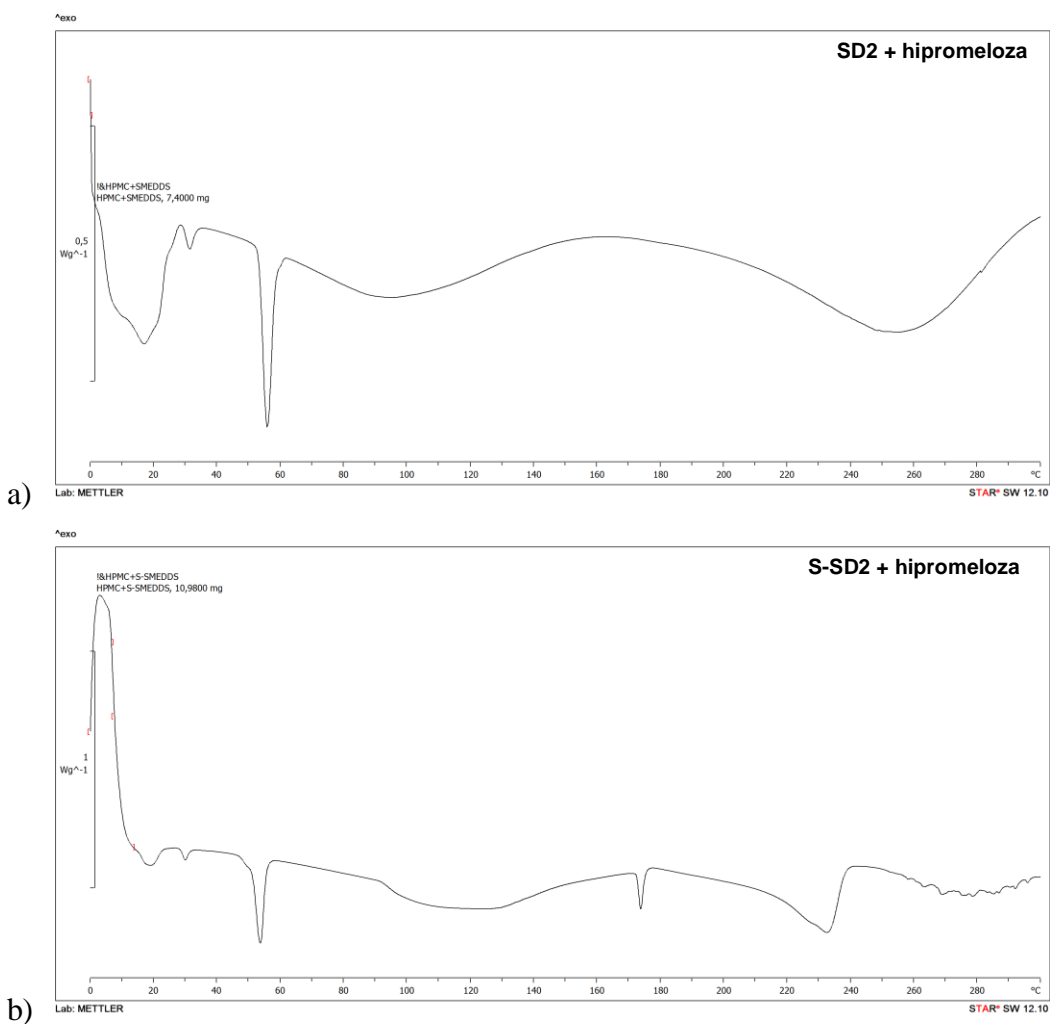 ^exo
SD2 + hipromeloza
!&HPMC+SMEDDS
HPMC+SMEDDS, 7,4000 mg
0,5
Wg^-1
0 20 40 60 80 100 120 140 160 180 200 220 240 260 280 °C
a) Lab: METTLER STARe SW 12.10
^exo
S-SD2 + hipromeloza
!&HPMC+S-SMEDDS
HPMC+S-SMEDDS, 10,9800 mg
1
Wg^-1
0 20 40 60 80 100 120 140 160 180 200 220 240 260 280 °C
b) Lab: METTLER STARe SW 12.10